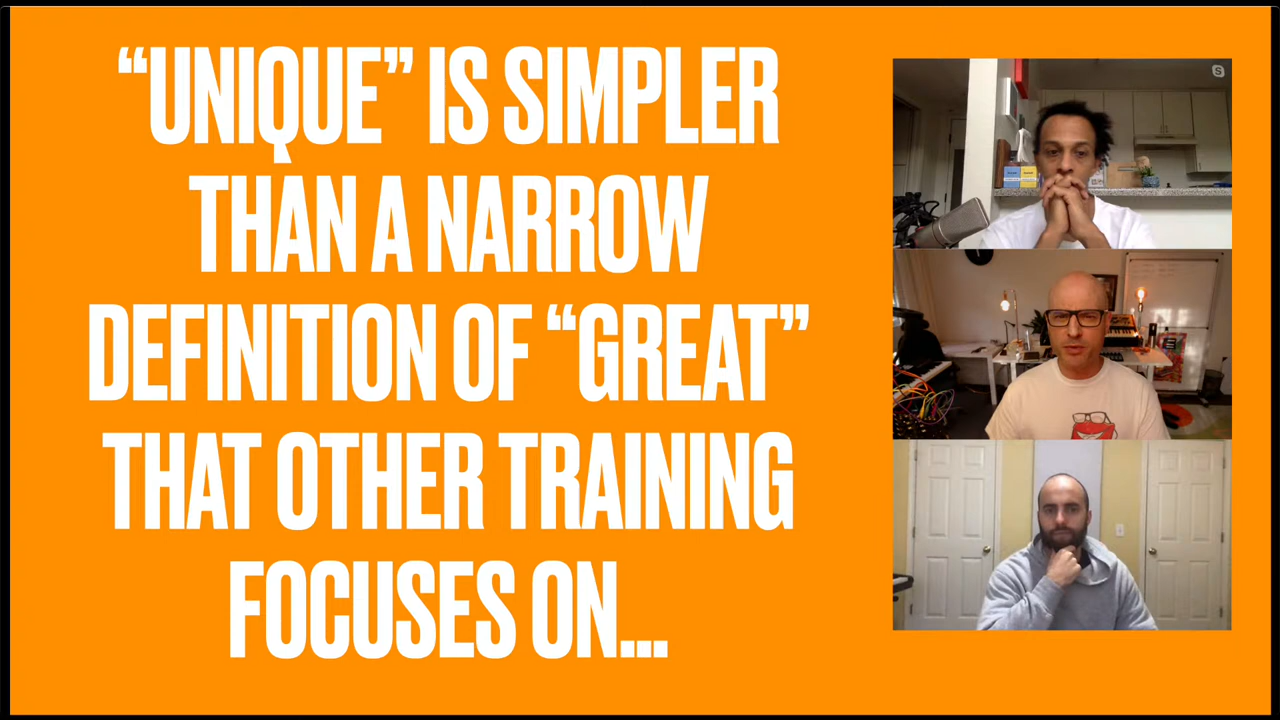 “UNIQUE” IS SIMPLER
THAN A NARROW
DEFINITION OF “GREAT”
THAT OTHER TRAINING
FOCUSES ON...